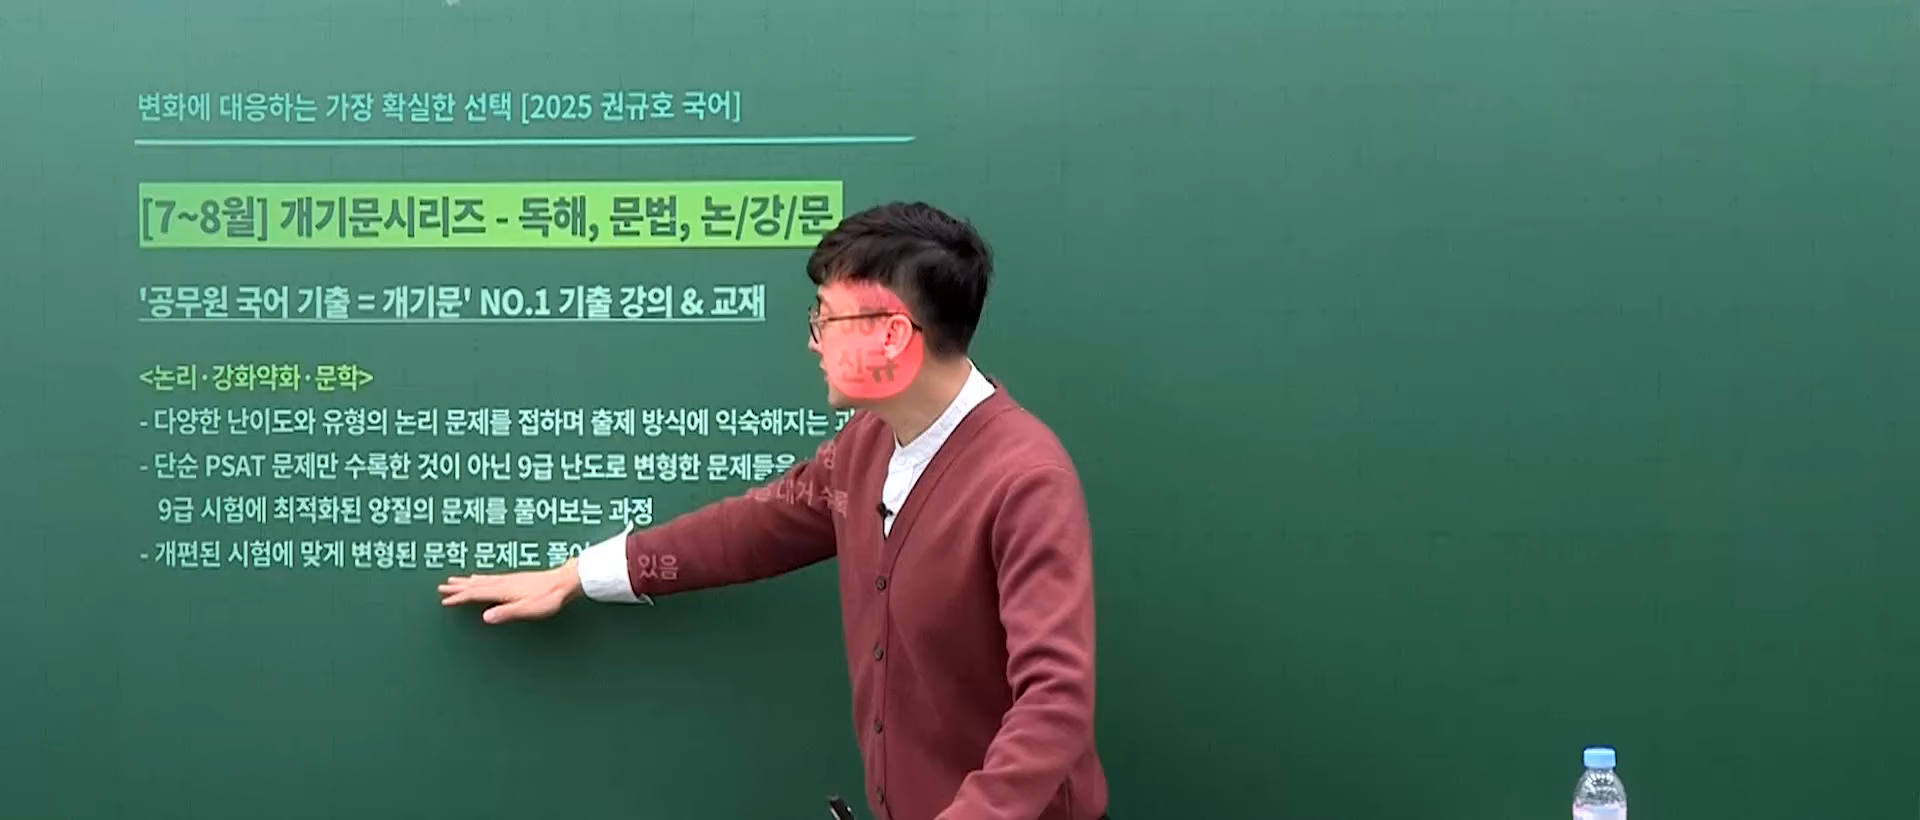 변화에 대응하는 가장 확실한 선택 [2025 권규호 국어]
[7~8월] 개기문시리즈 - 독해, 문법, 논/강/문
'공무원 국어 기출 = 개기문' NO.1 기출 강의 & 교재
신규
<논리·강화약화·문학>
- 다양한 난이도와 유형의 논리 문제를 접하며 출제 방식에 익숙해지는
- 단순 PSAT 문제만 수록한 것이 아닌 9급 난도로 변형한 문제들을
대거 수록
9급 시험에 최적화된 양질의 문제를 풀어보는 과정
- 개편된 시험에 맞게 변형된 문학 문제도 있음